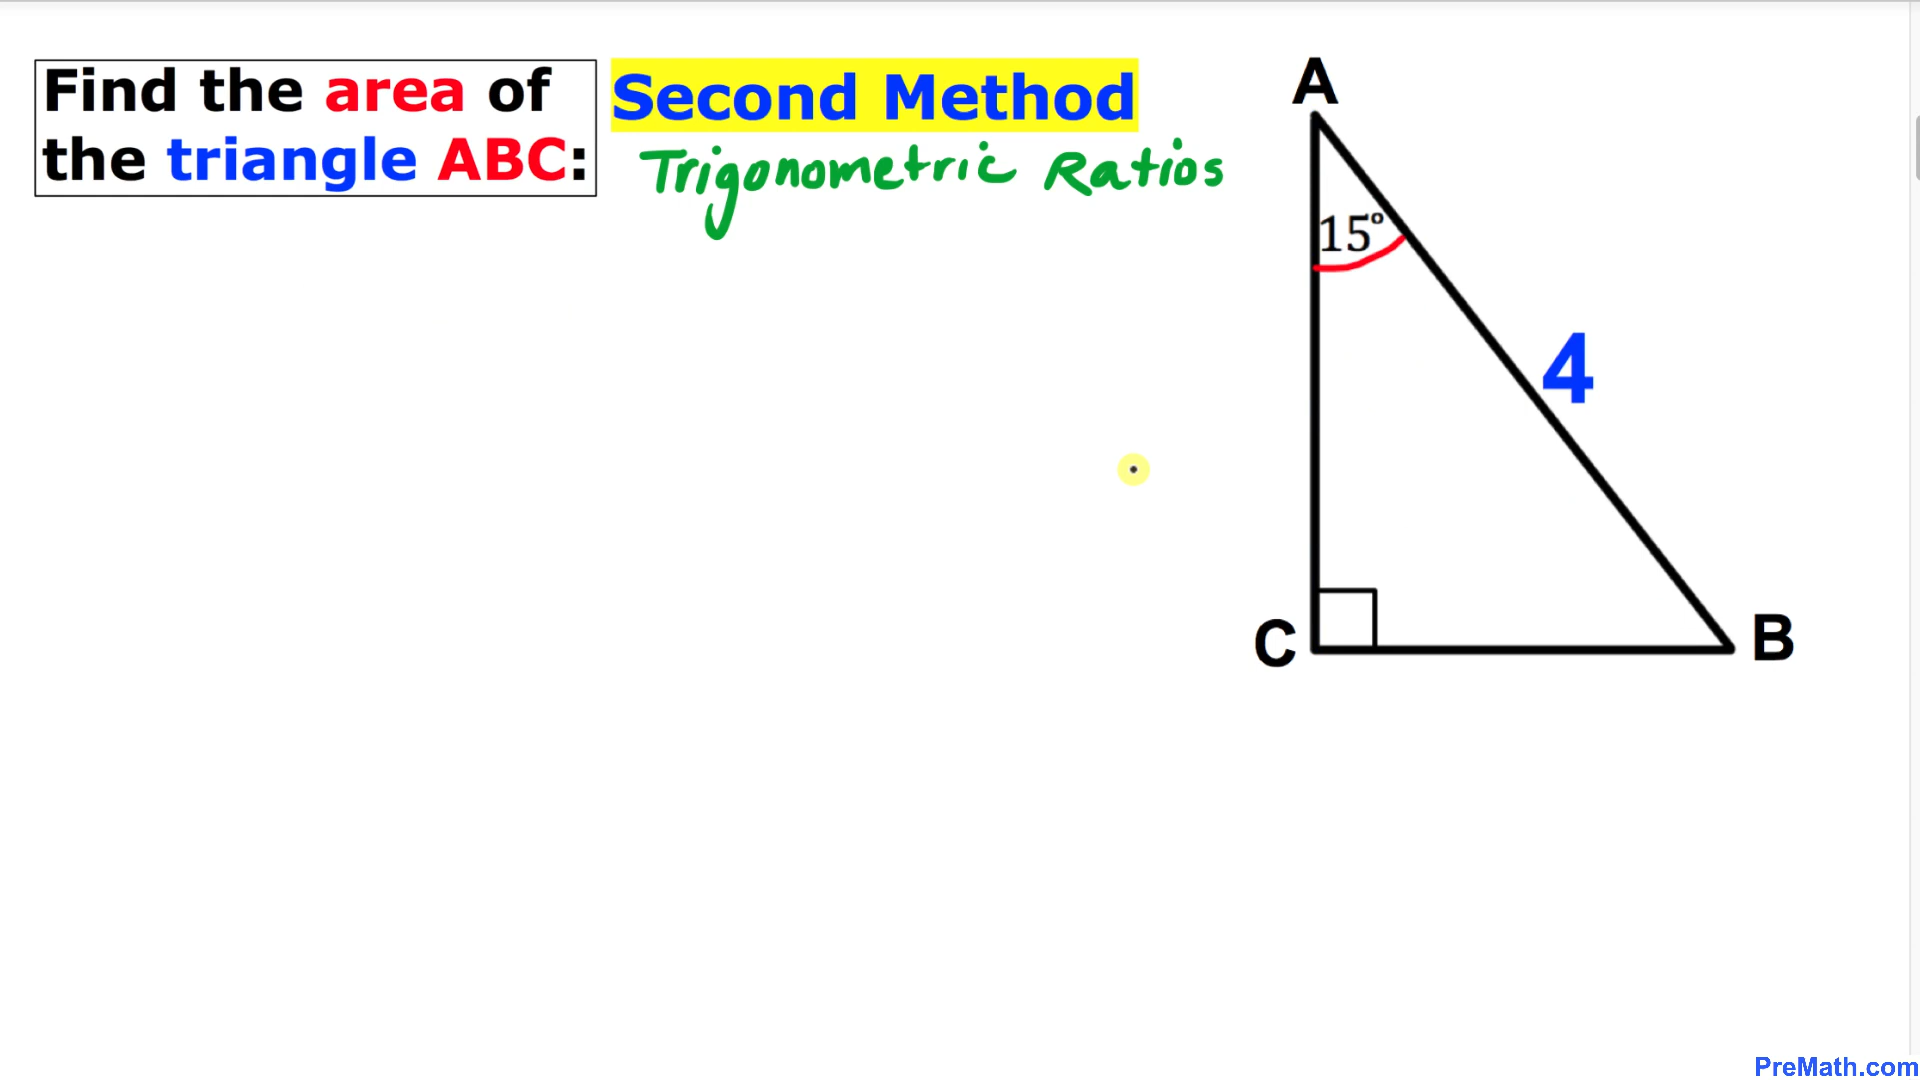 Find the area of
the triangle ABC:
Second Method
Trigonometric Ratios
A
15°
4
C
B
PreMath.com